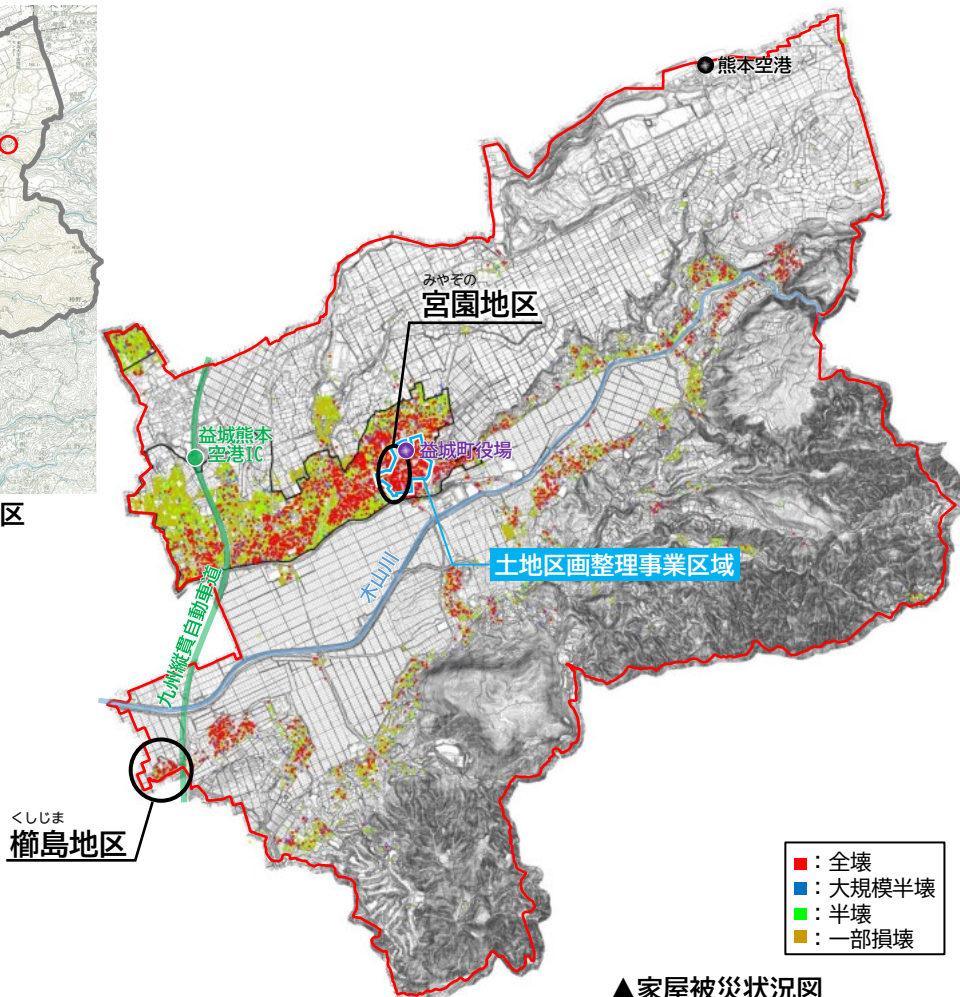 熊本空港
みやぞの
宮園地区
益城熊本
空港IC
益城町役場
区
土地区画整理事業区域
木山川
九州縦貫自動車道
くしじま
櫛島地区
：全壊
：大規模半壊
：半壊
：一部損壊
▲家屋被災状況図